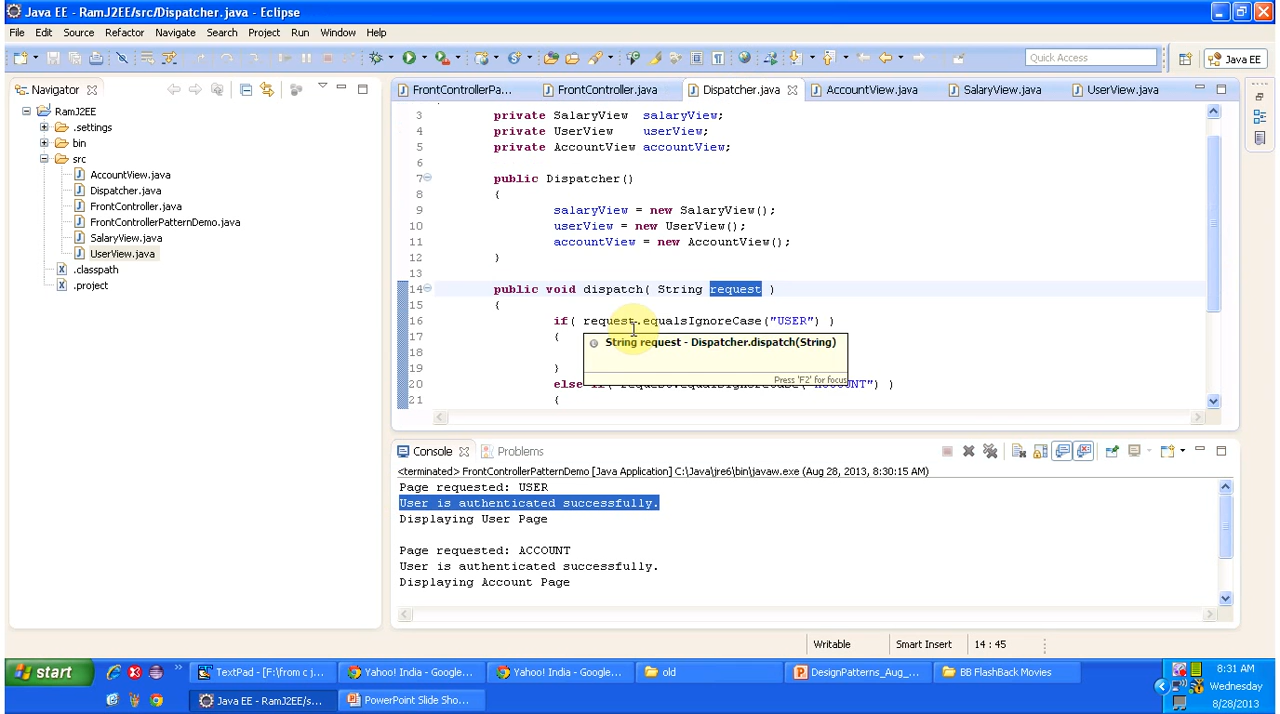 Java EE - RamJ2EE/src/Dispatcher.java - Eclipse
File Edit Source Refactor Navigate Search Project Run Window Help
Quick Access
Java EE
Navigator
RamJ2EE
.settings
bin
src
AccountView.java
Dispatcher.java
FrontController.java
FrontControllerPatternDemo.java
SalaryView.java
UserView.java
.classpath
.project
FrontControllerPa... FrontController.java Dispatcher.java AccountView.java SalaryView.java UserView.java
3 private SalaryView salaryView;
4 private UserView userView;
5 private AccountView accountView;
6
7 public Dispatcher()
8 {
9 salaryView = new SalaryView();
10 userView = new UserView();
11 accountView = new AccountView();
12 }
13
14 public void dispatch( String request )
15 {
16 if( request.equalsIgnoreCase("USER") )
17 {
String request - Dispatcher.dispatch(String)
18
19 }
Press 'F2' for focus
20 else if( request.equalsIgnoreCase("ACCOUNT") )
21 {
Console Problems
<terminated> FrontControllerPatternDemo [Java Application] C:\Java\jre6\bin\javaw.exe (Aug 28, 2013, 8:30:15 AM)
Page requested: USER
User is authenticated successfully.
Displaying User Page
Page requested: ACCOUNT
User is authenticated successfully.
Displaying Account Page
Writable Smart Insert 14 : 45
start
TextPad - [F:\from c j... Yahoo! India - Google... Yahoo! India - Google... old DesignPatterns_Aug_... BB FlashBack Movies
Java EE - RamJ2EE/s... PowerPoint Slide Sho...
8:31 AM
Wednesday
8/28/2013